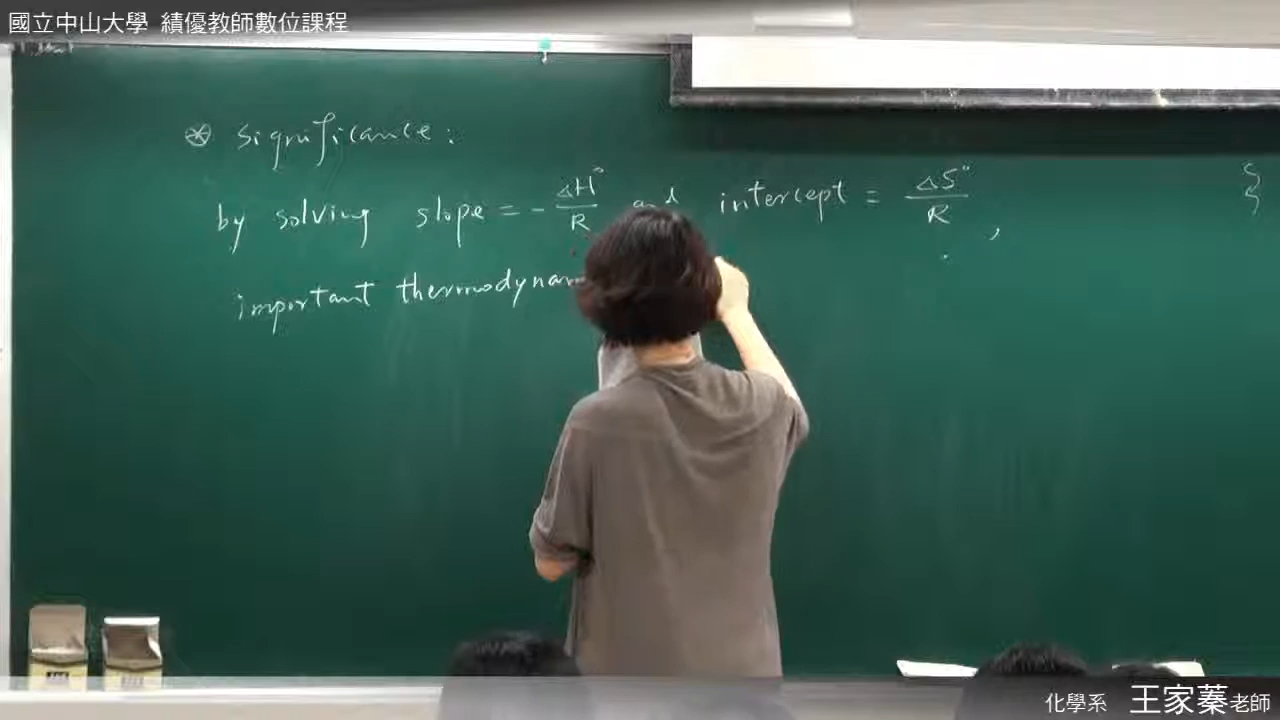 國立中山大學 績優教師數位課程
※ significance:
by solving slope = - ΔH°/R and intercept = ΔS°/R ,
important thermodynam
化學系 王家蓁老師